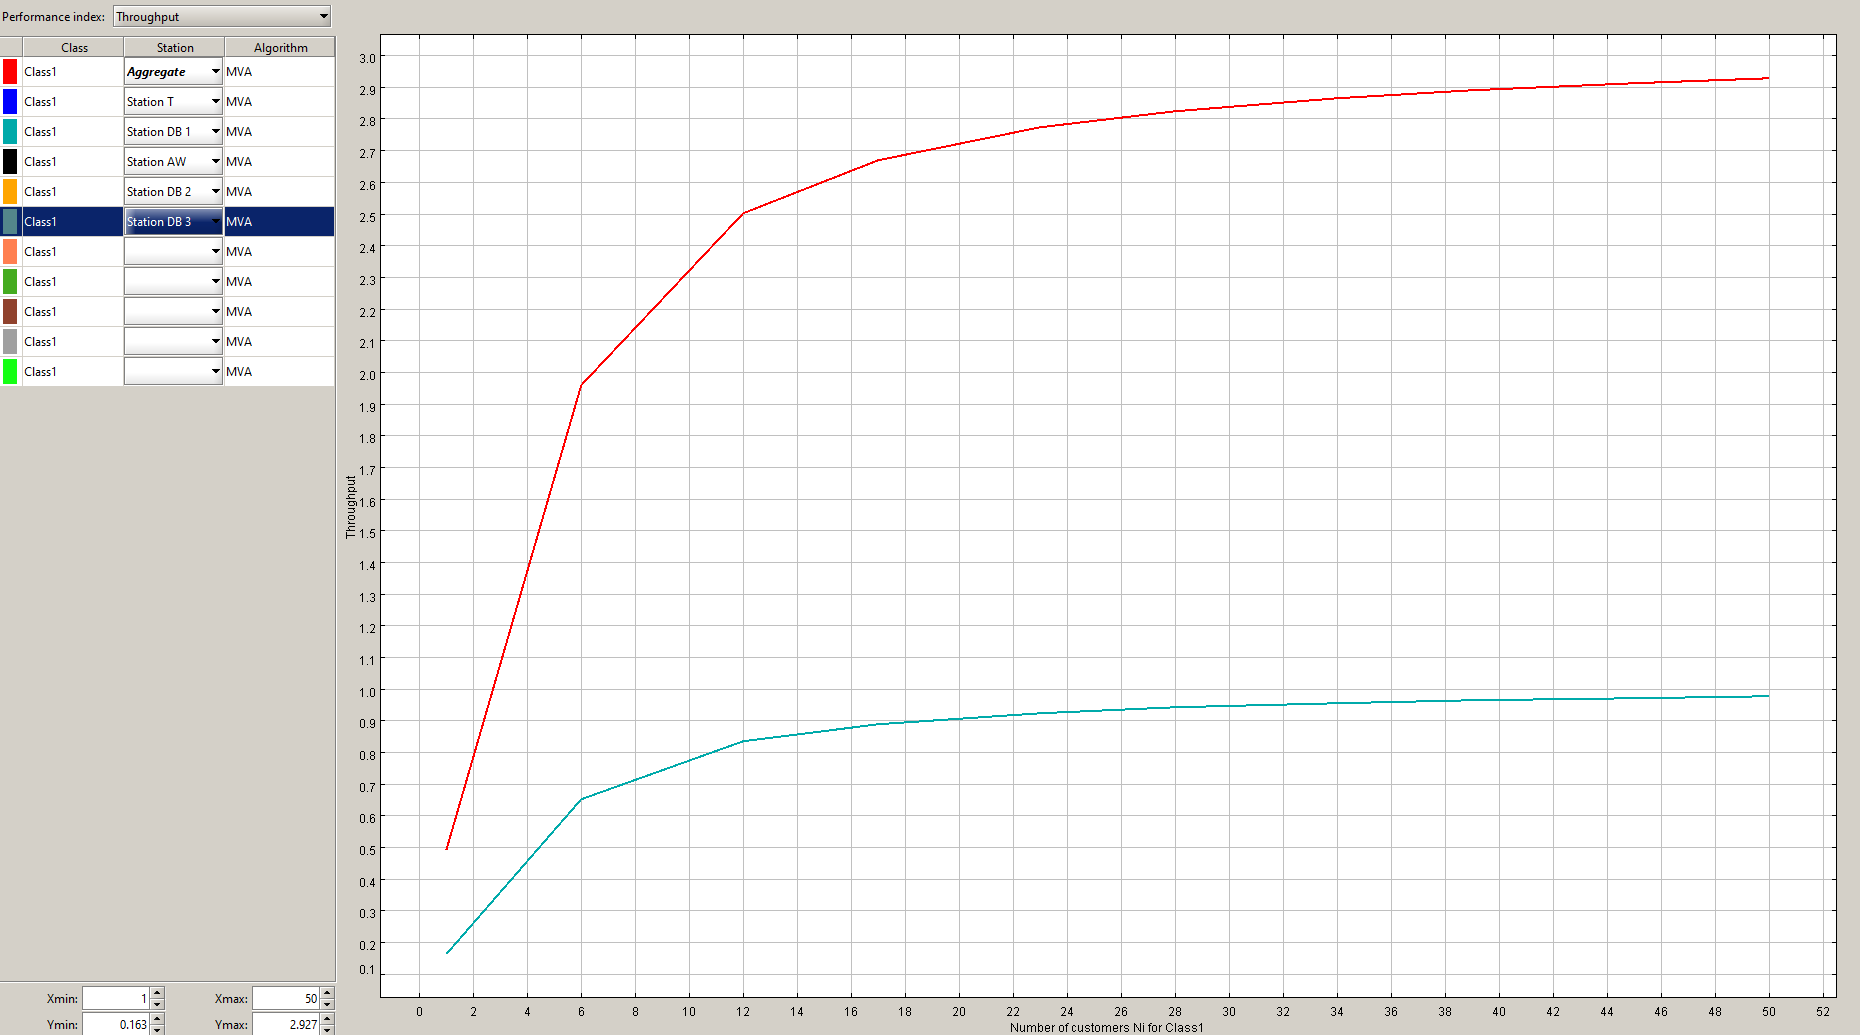 Performance index: Throughput
Class Station Algorithm
Class1 Aggregate MVA
Class1 Station T MVA
Class1 Station DB 1 MVA
Class1 Station AW MVA
Class1 Station DB 2 MVA
Class1 Station DB 3 MVA
Class1 MVA
Class1 MVA
Class1 MVA
Class1 MVA
Class1 MVA
Xmin: 1 Xmax: 50
Ymin: 0.163 Ymax: 2.927
Throughput
3.0
2.9
2.8
2.7
2.6
2.5
2.4
2.3
2.2
2.1
2.0
1.9
1.8
1.7
1.6
1.5
1.4
1.3
1.2
1.1
1.0
0.9
0.8
0.7
0.6
0.5
0.4
0.3
0.2
0.1
0 2 4 6 8 10 12 14 16 18 20 22 24 26 28 30 32 34 36 38 40 42 44 46 48 50 52
Number of customers Ni for Class1